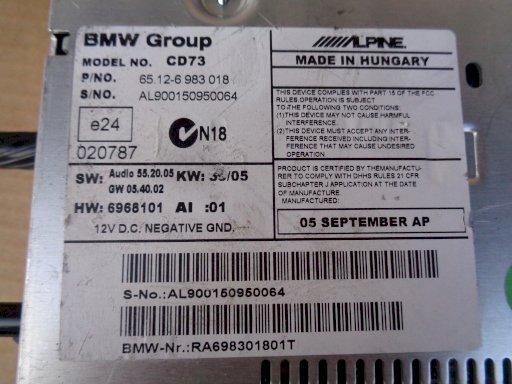 BMW Group
MODEL NO. CD73
P/NO. 65.12-6 983 018
S/NO. AL900150950064
e24
N18
020787
SW: Audio 55.20.05
GW 05.40.02
KW: 36/05
HW: 6968101 AI :01
12V D.C. NEGATIVE GND.
ALPINE
MADE IN HUNGARY
THIS DEVICE COMPLIES WITH PART 15 OF THE FCC
RULES.OPERATION IS SUBJECT
TO THE FOLLOWING TWO CONDITIONS:
(1)THIS DEVICE MAY NOT CAUSE HARMFUL
INTERFERENCE.
(2)THIS DEVICE MUST ACCEPT ANY INTER-
FERENCE RECEIVED INCLUDING INTER-
FERENCE THAT MAY CAUSE UNDESIRED
OPERATION.
PRODUCT IS CERTIFIED BY THEMANUFACTU-
RER TO COMPLY WITH DHHS RULES 21 CFR
SUBCHAPTER J APPLICATION AT THE DATE
OF MANUFACTURE.
MANUFACTURED:
05 SEPTEMBER AP
S-No.:AL900150950064
BMW-Nr.:RA698301801T